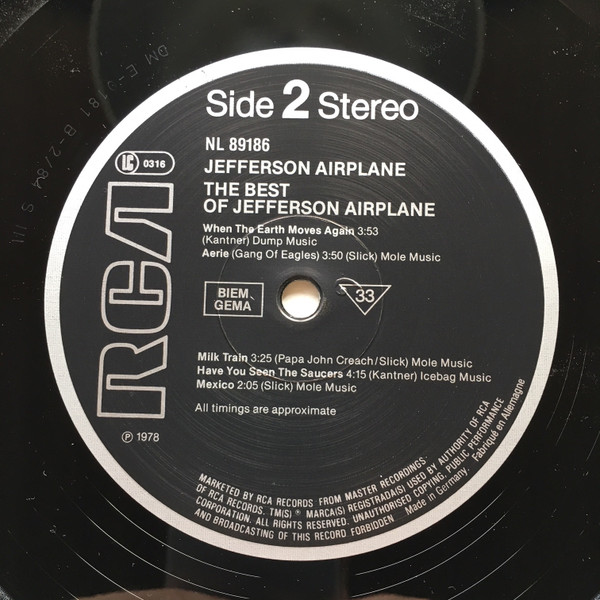 Side 2 Stereo
NL 89186
LC 0316
JEFFERSON AIRPLANE
THE BEST
OF JEFFERSON AIRPLANE
When The Earth Moves Again 3:53
(Kantner) Dump Music
Aerie (Gang Of Eagles) 3:50 (Slick) Mole Music
BIEM
GEMA
33
RCA
Milk Train 3:25 (Papa John Creach/Slick) Mole Music
Have You Seen The Saucers 4:15 (Kantner) Icebag Music
Mexico 2:05 (Slick) Mole Music
All timings are approximate
℗ 1978
MARKETED BY RCA RECORDS FROM MASTER RECORDINGS.
OF RCA RECORDS. TM(S) ® MARCA(S) REGISTRADA(S) USED BY AUTHORITY OF RCA
CORPORATION. ALL RIGHTS RESERVED. UNAUTHORISED COPYING, PUBLIC PERFORMANCE
AND BROADCASTING OF THIS RECORD FORBIDDEN Made in Germany. Fabriqué en Allemagne